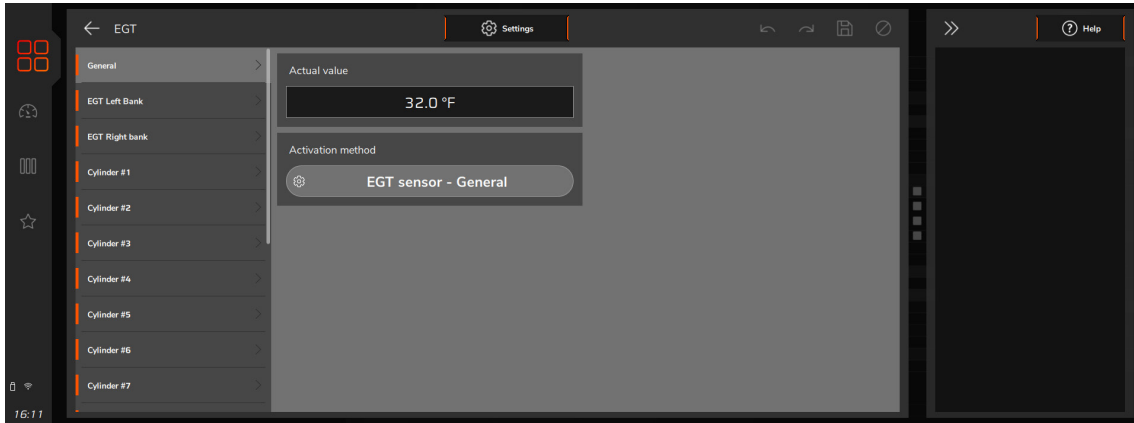 EGT
Settings
Help
General
EGT Left Bank
EGT Right bank
Cylinder #1
Cylinder #2
Cylinder #3
Cylinder #4
Cylinder #5
Cylinder #6
Cylinder #7
Actual value
32.0 °F
Activation method
EGT sensor - General
16:11